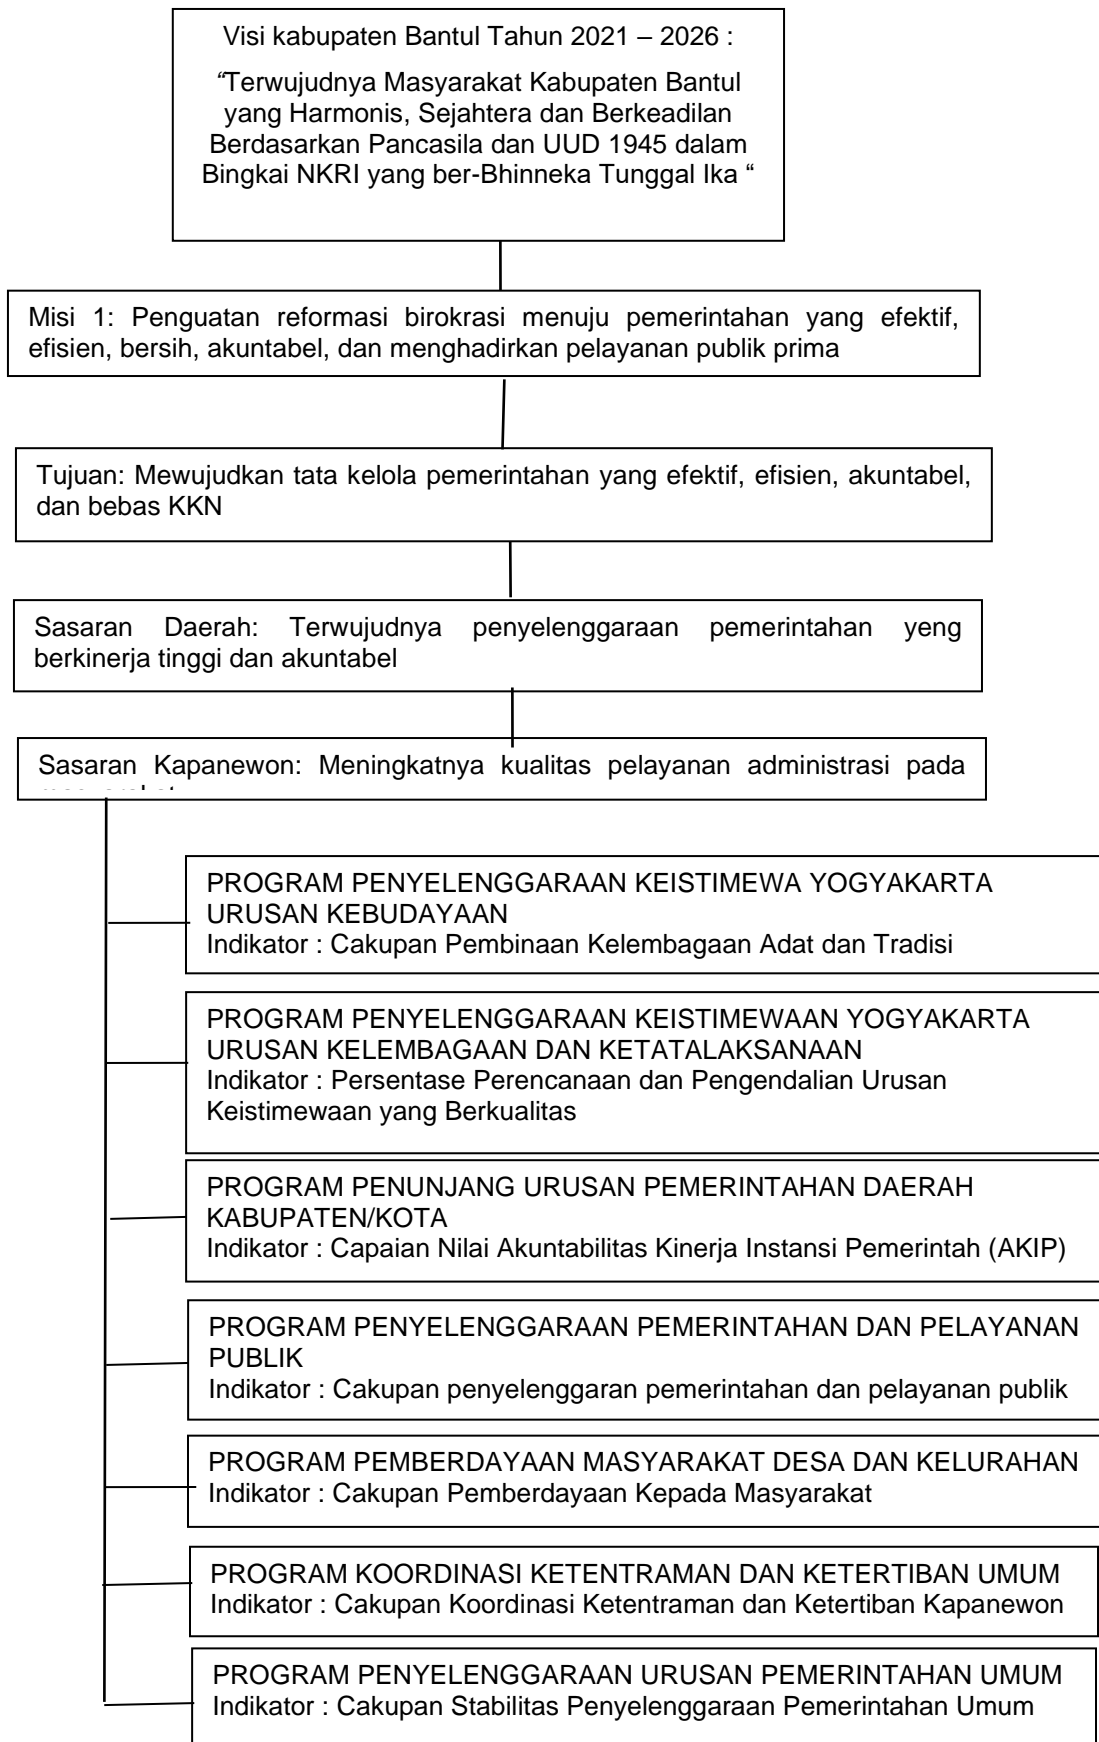 Visi kabupaten Bantul Tahun 2021 – 2026 :
“Terwujudnya Masyarakat Kabupaten Bantul
yang Harmonis, Sejahtera dan Berkeadilan
Berdasarkan Pancasila dan UUD 1945 dalam
Bingkai NKRI yang ber-Bhinneka Tunggal Ika “
Misi 1: Penguatan reformasi birokrasi menuju pemerintahan yang efektif,
efisien, bersih, akuntabel, dan menghadirkan pelayanan publik prima
Tujuan: Mewujudkan tata kelola pemerintahan yang efektif, efisien, akuntabel,
dan bebas KKN
Sasaran Daerah: Terwujudnya penyelenggaraan pemerintahan yeng
berkinerja tinggi dan akuntabel
Sasaran Kapanewon: Meningkatnya kualitas pelayanan administrasi pada
PROGRAM PENYELENGGARAAN KEISTIMEWA YOGYAKARTA
URUSAN KEBUDAYAAN
Indikator : Cakupan Pembinaan Kelembagaan Adat dan Tradisi
PROGRAM PENYELENGGARAAN KEISTIMEWAAN YOGYAKARTA
URUSAN KELEMBAGAAN DAN KETATALAKSANAAN
Indikator : Persentase Perencanaan dan Pengendalian Urusan
Keistimewaan yang Berkualitas
PROGRAM PENUNJANG URUSAN PEMERINTAHAN DAERAH
KABUPATEN/KOTA
Indikator : Capaian Nilai Akuntabilitas Kinerja Instansi Pemerintah (AKIP)
PROGRAM PENYELENGGARAAN PEMERINTAHAN DAN PELAYANAN
PUBLIK
Indikator : Cakupan penyelenggaran pemerintahan dan pelayanan publik
PROGRAM PEMBERDAYAAN MASYARAKAT DESA DAN KELURAHAN
Indikator : Cakupan Pemberdayaan Kepada Masyarakat
PROGRAM KOORDINASI KETENTRAMAN DAN KETERTIBAN UMUM
Indikator : Cakupan Koordinasi Ketentraman dan Ketertiban Kapanewon
PROGRAM PENYELENGGARAAN URUSAN PEMERINTAHAN UMUM
Indikator : Cakupan Stabilitas Penyelenggaraan Pemerintahan Umum